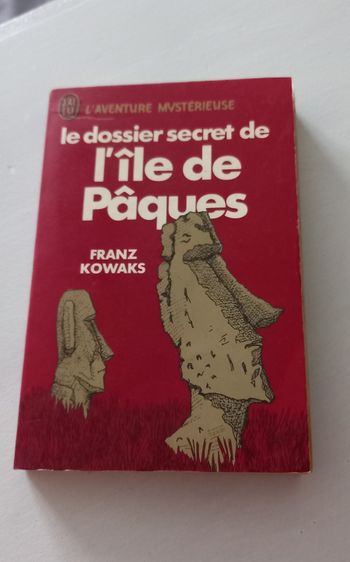 J'AI
LU
L'AVENTURE MYSTÉRIEUSE
le dossier secret de
l'île de
Pâques
FRANZ
KOWAKS